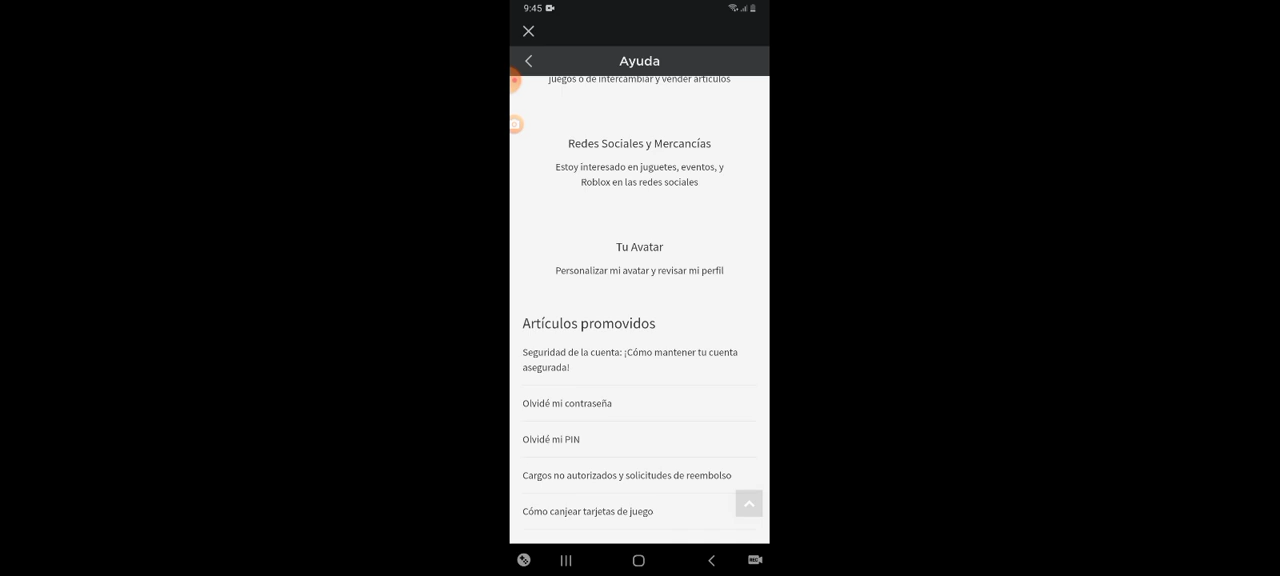 9:45
Ayuda
juegos o de intercambiar y vender artículos
Redes Sociales y Mercancías
Estoy interesado en juguetes, eventos, y
Roblox en las redes sociales
Tu Avatar
Personalizar mi avatar y revisar mi perfil
Artículos promovidos
Seguridad de la cuenta: ¡Cómo mantener tu cuenta
asegurada!
Olvidé mi contraseña
Olvidé mi PIN
Cargos no autorizados y solicitudes de reembolso
Cómo canjear tarjetas de juego